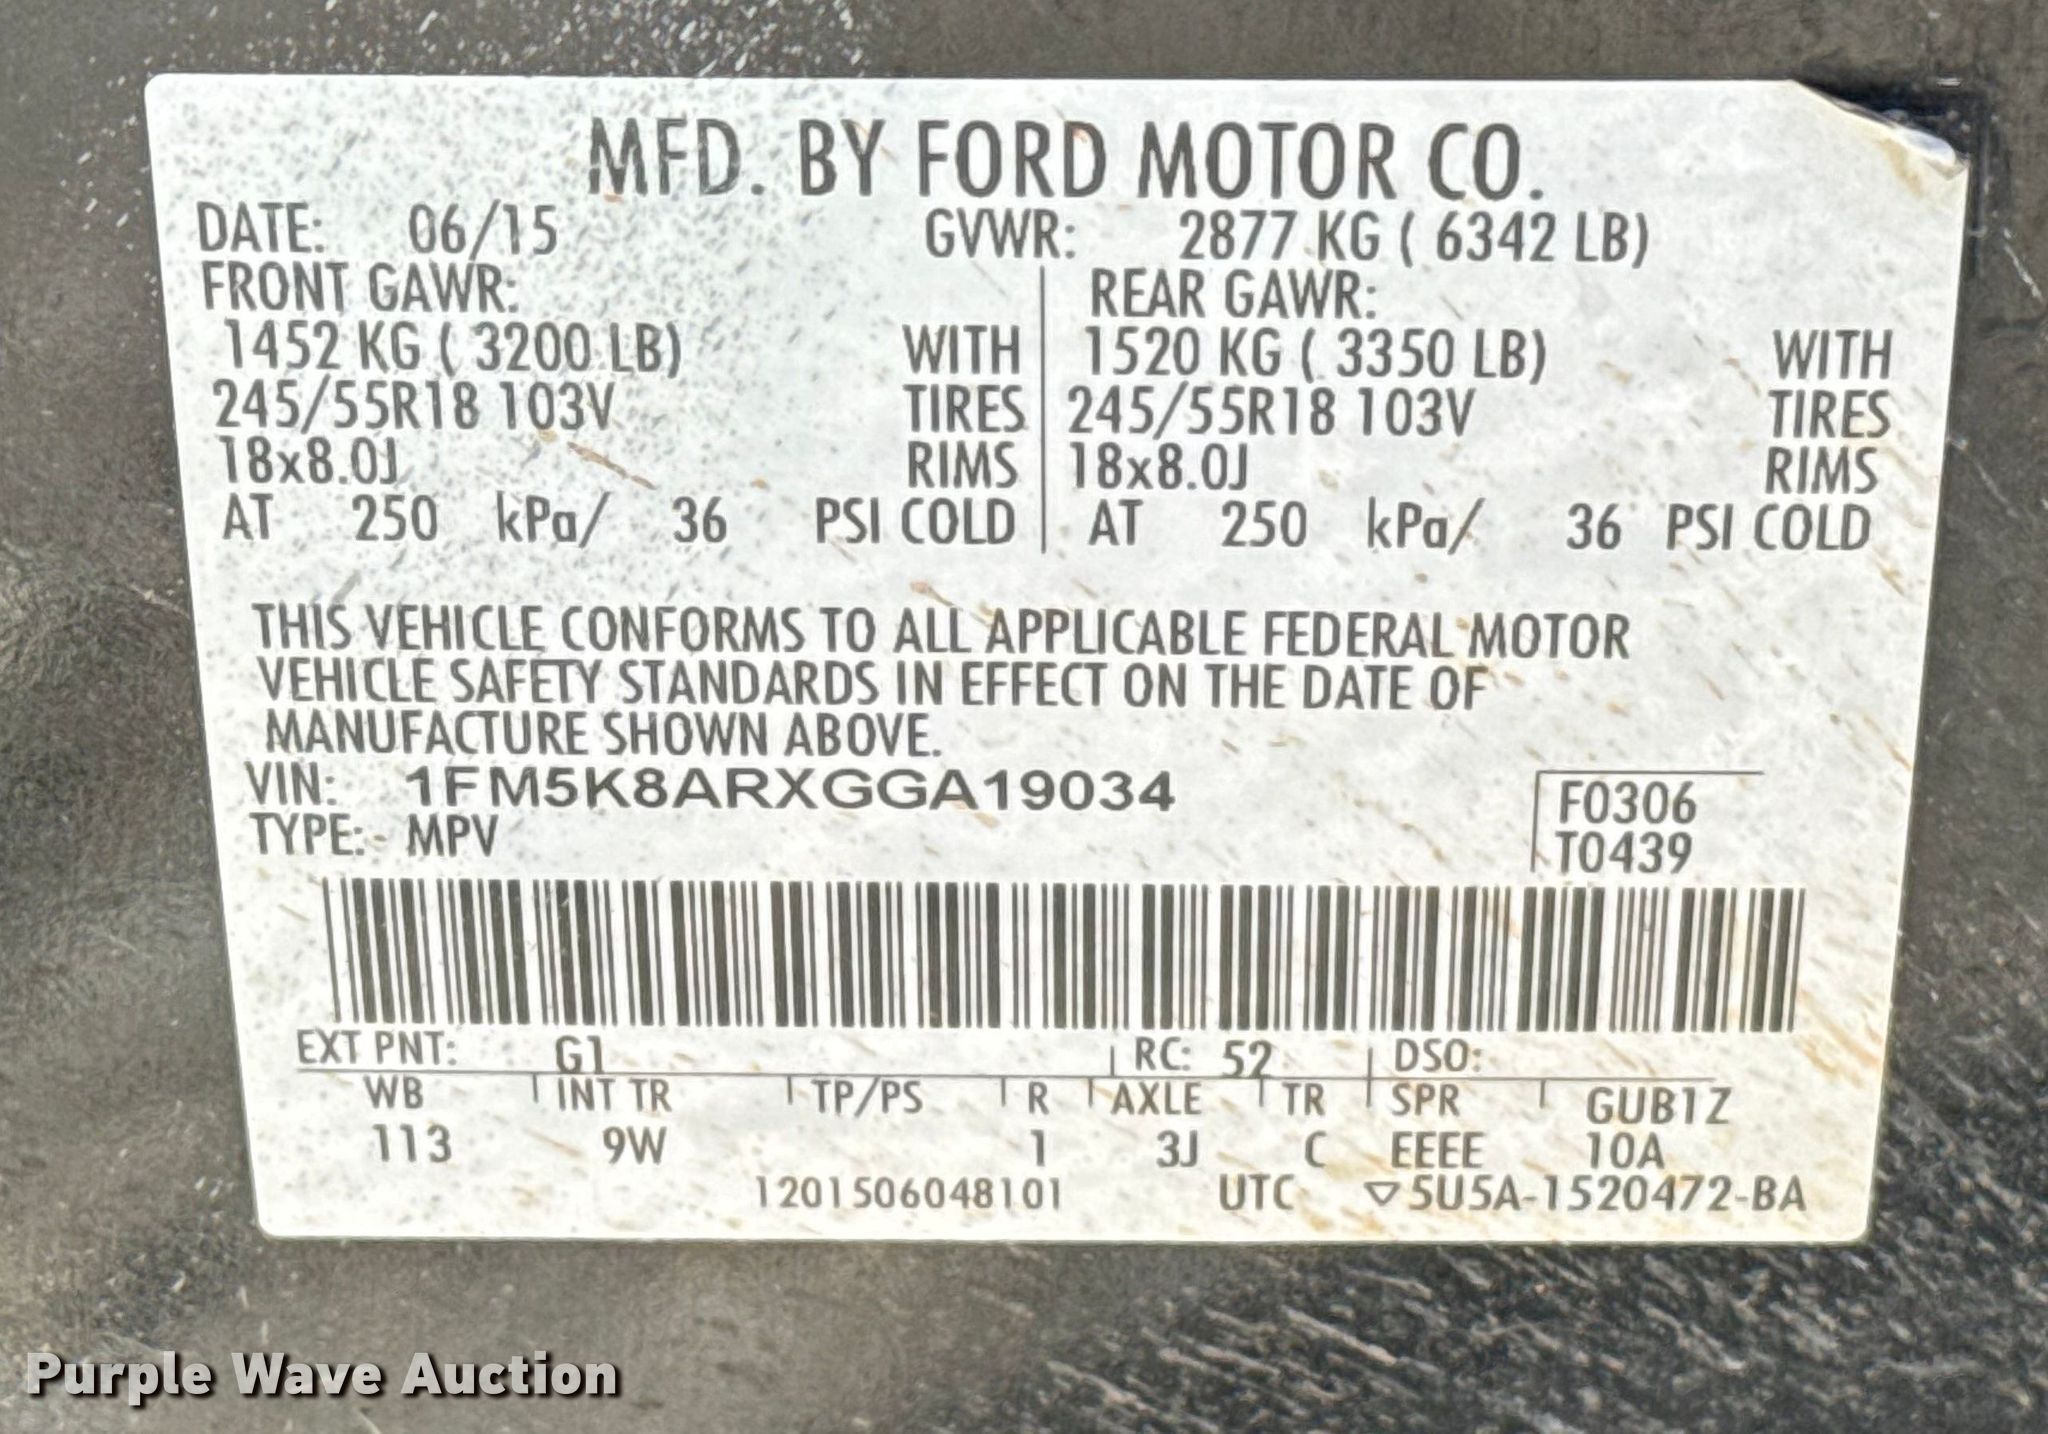 MFD. BY FORD MOTOR CO.
DATE: 06/15 GVWR: 2877 KG ( 6342 LB)
FRONT GAWR: REAR GAWR:
1452 KG ( 3200 LB) WITH 1520 KG ( 3350 LB) WITH
245/55R18 103V TIRES 245/55R18 103V TIRES
18x8.0J RIMS 18x8.0J RIMS
AT 250 kPa/ 36 PSI COLD AT 250 kPa/ 36 PSI COLD
THIS VEHICLE CONFORMS TO ALL APPLICABLE FEDERAL MOTOR
VEHICLE SAFETY STANDARDS IN EFFECT ON THE DATE OF
MANUFACTURE SHOWN ABOVE.
VIN: 1FM5K8ARXGGA19034 F0306
TYPE: MPV T0439
EXT PNT: G1 RC: 52 DSO:
WB INT TR TP/PS R AXLE TR SPR GUB1Z
113 9W 1 3J C EEEE 10A
1201506048101 UTC ▽5U5A-1520472-BA
Purple Wave Auction